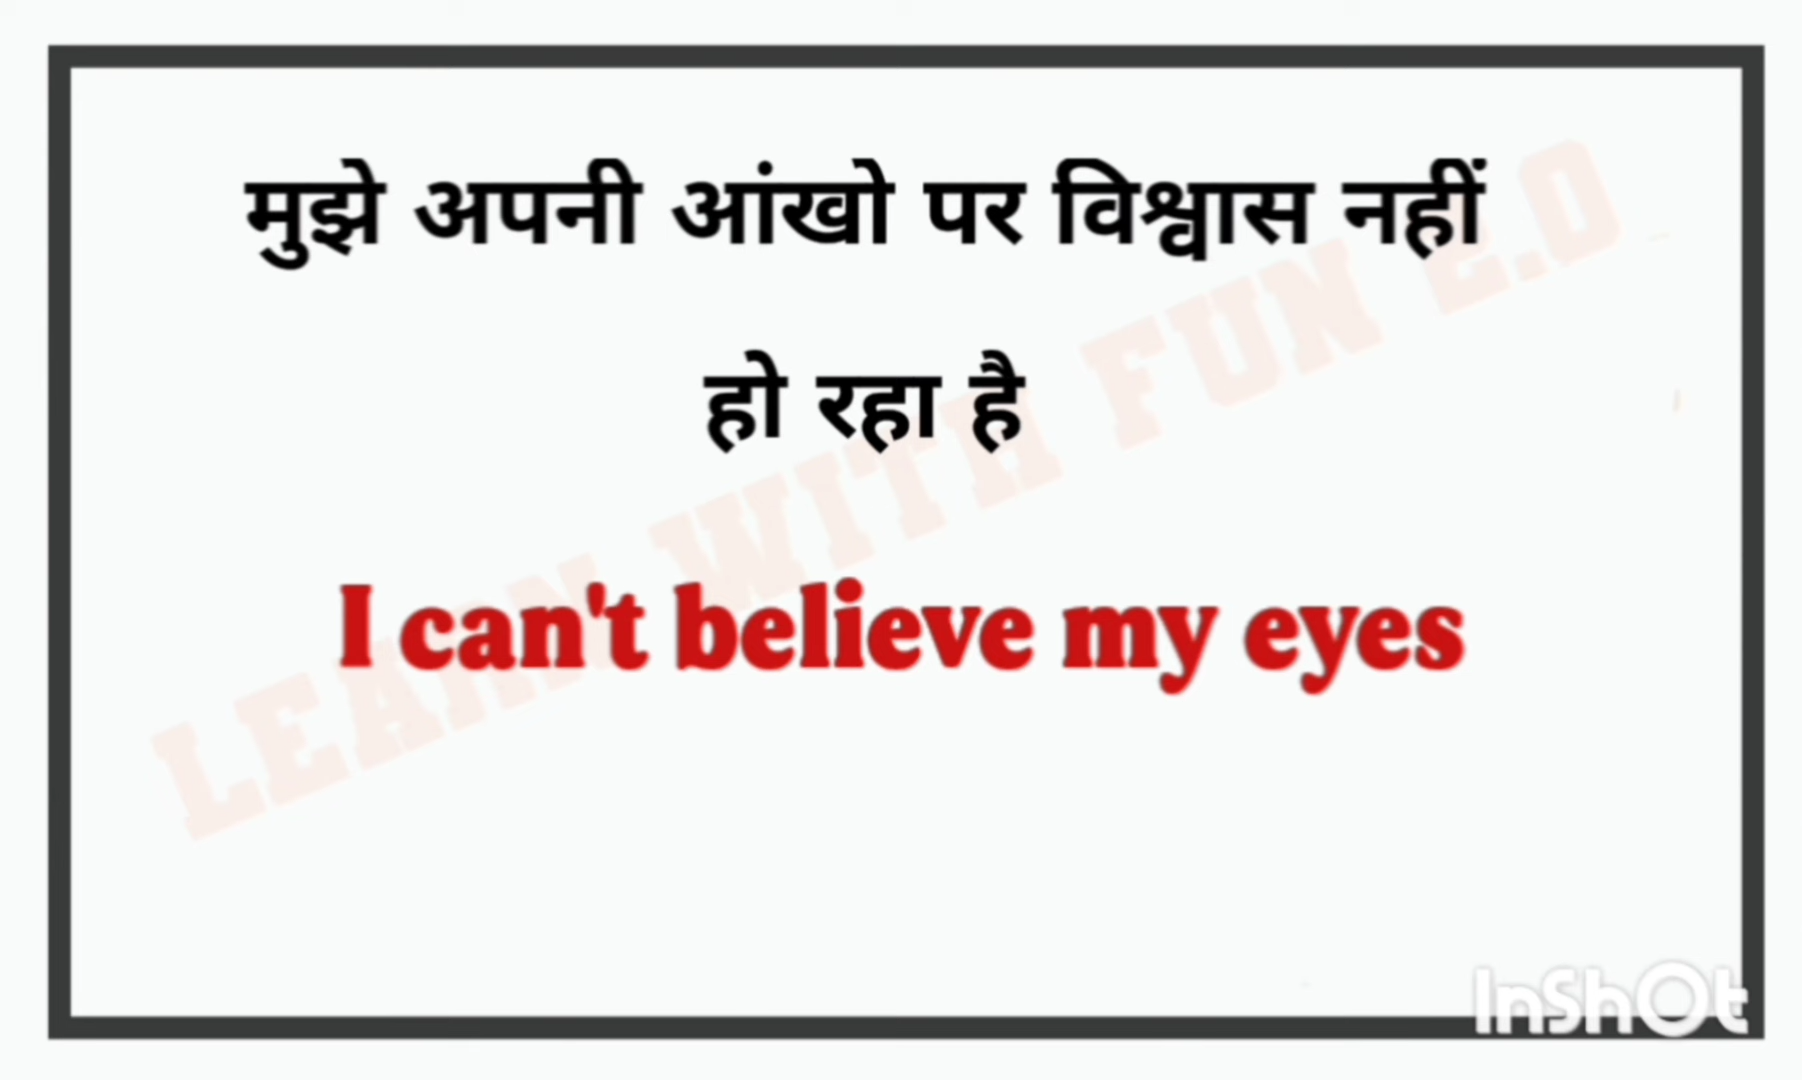 मुझे अपनी आंखो पर विश्वास नहीं
हो रहा है
I can't believe my eyes
LEARN WITH FUN E.O
InShOt